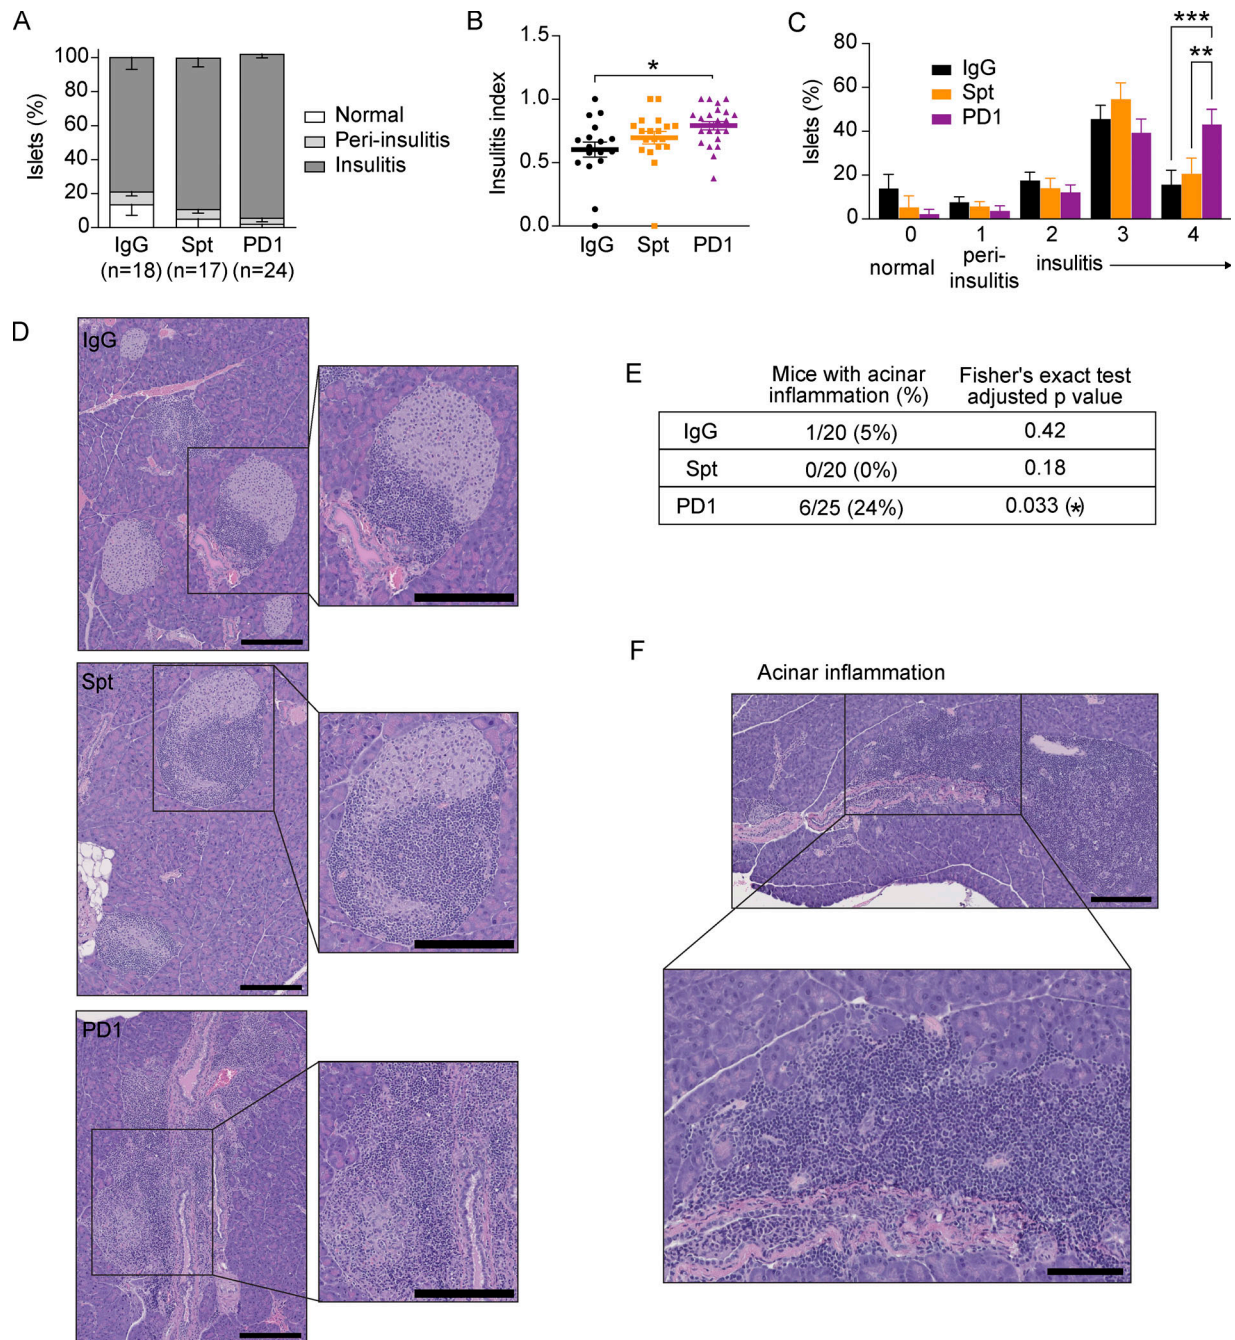 A
Islets (%)
100
80
60
40
20
0
IgG Spt PD1
(n=18) (n=17) (n=24)
Normal
Peri-insulitis
Insulitis
B
Insulitis index
1.5
1.0
0.5
0.0
*
IgG Spt PD1
C
Islets (%)
80
60
40
20
0
IgG
Spt
PD1
***
**
0 1 2 3 4
normal peri-insulitis insulitis
D
IgG
Spt
PD1
E
Mice with acinar inflammation (%) Fisher's exact test adjusted p value
IgG 1/20 (5%) 0.42
Spt 0/20 (0%) 0.18
PD1 6/25 (24%) 0.033 (*)
F
Acinar inflammation